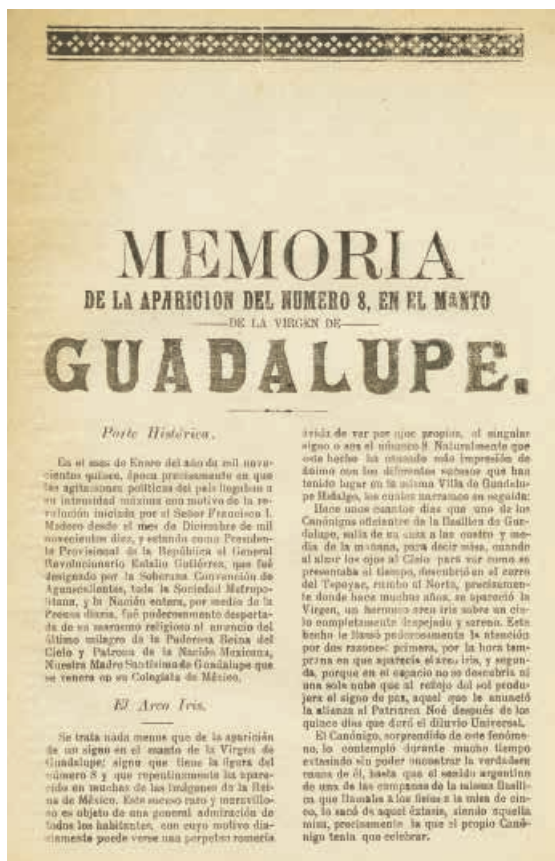 MEMORIA
DE LA APARICION DEL NUMERO 8, EN EL MANTO
DE LA VIRGEN DE
GUADALUPE.
Parte Histórica.
En el mes de Enero del año de mil nove-
cientos quince, época precisamente en que
las agitaciones políticas del país llegaban a
su intensidad máxima con motivo de la re-
volución iniciada por el Señor Francisco I.
Madero desde el mes de Diciembre de mil
novecientos diez, y estando como Presiden-
te Provisional de la República el General
Revolucionario Eulalio Gutiérrez, que fué
designado por la Soberana Convención de
Aguascalientes, toda la Sociedad Metropo-
litana, y la Nación entera, por medio de la
Prensa diaria, fué poderosamente desperta-
da de su marasmo religioso al anuncio del
último milagro de la Poderosa Reina del
Cielo y Patrona de la Nación Mexicana,
Nuestra Madre Santísima de Guadalupe que
se venera en su Colegiata de México.
El Arco Iris.
Se trata nada menos que de la aparición
de un signo en el manto de la Virgen de
Guadalupe; signo que tiene la figura del
número 8 y que repentinamente ha apare-
cido en muchas de las imágenes de la Rei-
na de México. Este suceso raro y maravillo-
so es objeto de una general admiración de
todos los habitantes, con cuyo motivo dia-
riamente puede verse una perpetua romería
ávida de ver por ojos propios, el singular
signo o sea el número 8. Naturalmente que
este hecho ha causado más impresión de
ánimo con los diferentes sucesos que han
tenido lugar en la misma Villa de Guadalu-
pe Hidalgo, los cuales narramos en seguida:
Hace unos cuantos días que uno de los
Canónigos oficiantes de la Basílica de Gua-
dalupe, salía de su casa a las cuatro y me-
dia de la mañana, para decir misa, cuando
al alzar los ojos al Cielo para ver como se
presentaba el tiempo, descubrió en el cerro
del Tepeyac, rumbo al Norte, precisamen-
te donde hace muchos años, se apareció la
Virgen, un hermoso arco iris sobre un cie-
lo completamente despejado y sereno. Este
hecho le llamó poderosamente la atención
por dos razones: primera, por la hora tem-
prana en que aparecía el arco iris, y segun-
da, porque en el espacio no se descubría ni
una sola nube que al reflejo del sol produ-
jera el signo de paz, aquel que le anunció
la alianza al Patriarca Noé después de los
quince días que duró el diluvio Universal.
El Canónigo, sorprendido de este fenóme-
no, lo contempló durante mucho tiempo
extasiado sin poder encontrar la verdadera
causa de él, hasta que el sonido argentino
de una de las campanas de la misma Basíli-
ca que llamaba a los fieles a la misa de cin-
co, lo sacó de aquel éxtasis, siendo aquella
misa, precisamente la que el propio Canó-
nigo tenía que celebrar.